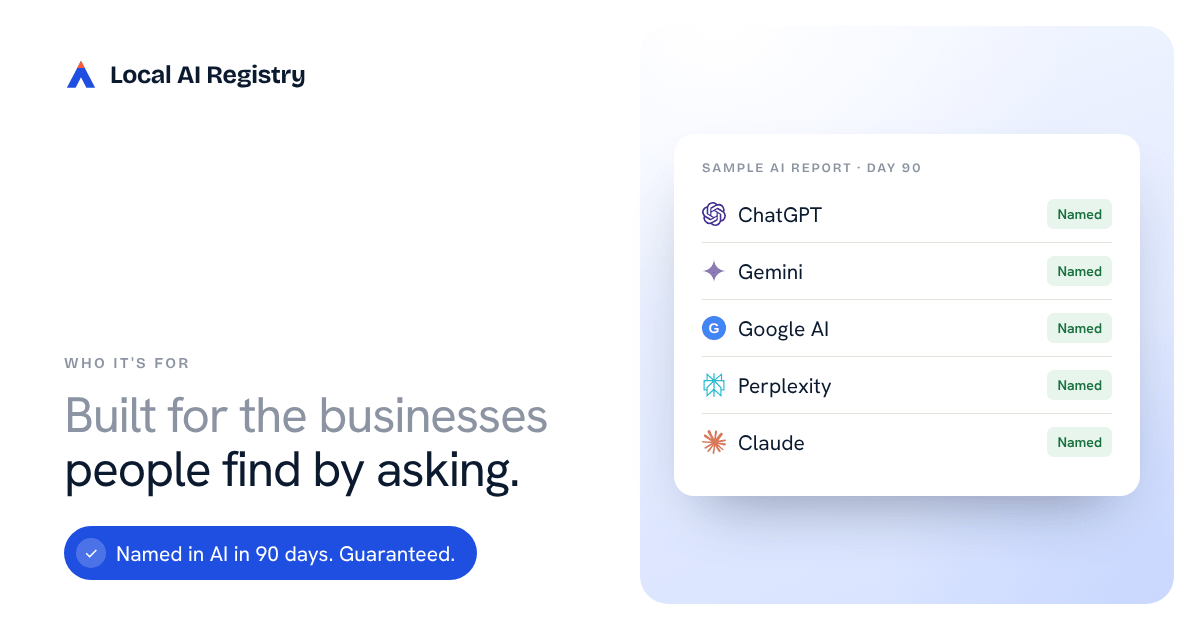 Local AI Registry
WHO IT'S FOR
Built for the businesses
people find by asking.
Named in AI in 90 days. Guaranteed.
SAMPLE AI REPORT · DAY 90
ChatGPT Named
Gemini Named
G Google AI Named
Perplexity Named
Claude Named